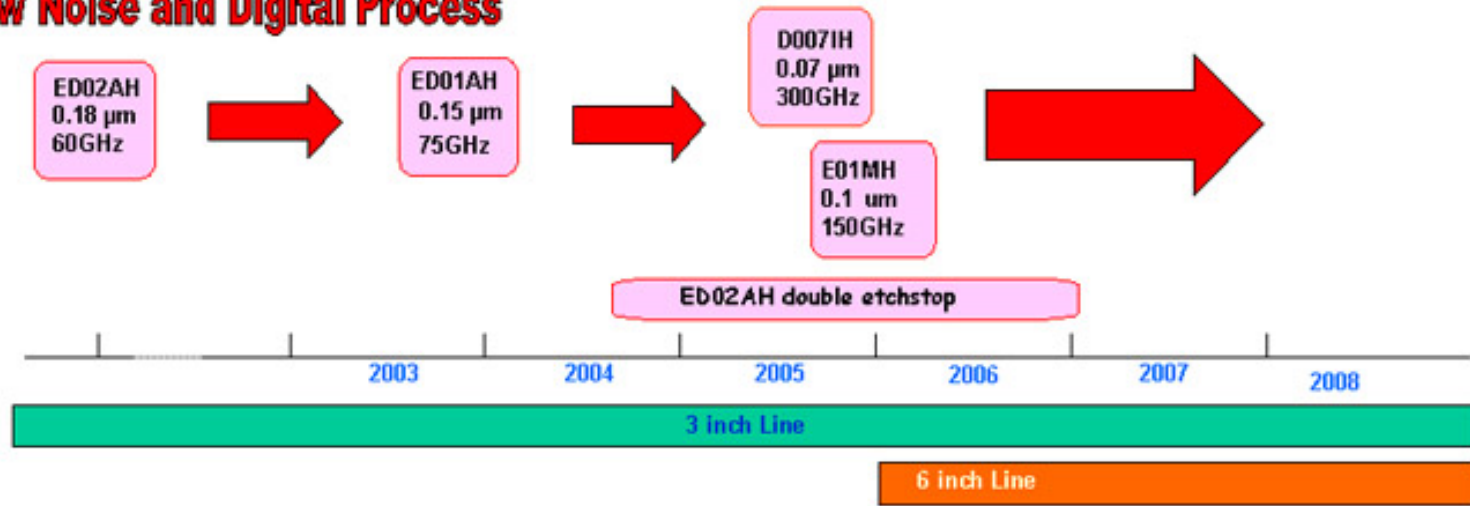 w Noise and Digital Process
ED02AH
0.18 µm
60GHz
ED01AH
0.15 µm
75GHz
D007IH
0.07 µm
300GHz
E01MH
0.1 um
150GHz
ED02AH double etchstop
2003
2004
2005
2006
2007
2008
3 inch Line
6 inch Line